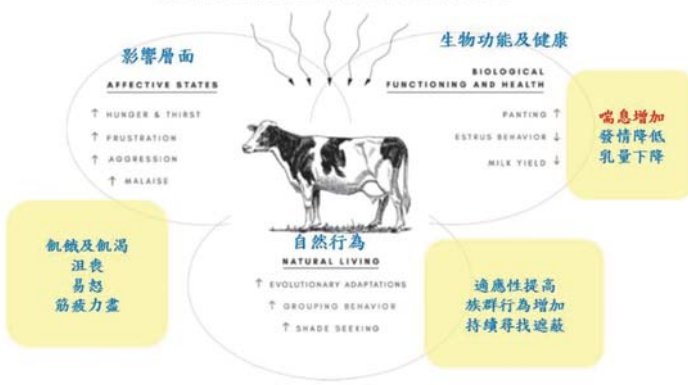 影響層面
AFFECTIVE STATES
↑ HUNGER & THIRST
↑ FRUSTRATION
↑ AGGRESSION
↑ MALAISE
生物功能及健康
BIOLOGICAL
FUNCTIONING AND HEALTH
PANTING ↑
ESTRUS BEHAVIOR ↓
MILK YIELD ↓
喘息增加
發情降低
乳量下降
飢餓及飢渴
沮喪
易怒
筋疲力盡
自然行為
NATURAL LIVING
↑ EVOLUTIONARY ADAPTATIONS
↑ GROUPING BEHAVIOR
↑ SHADE SEEKING
適應性提高
族群行為增加
持續尋找遮蔽